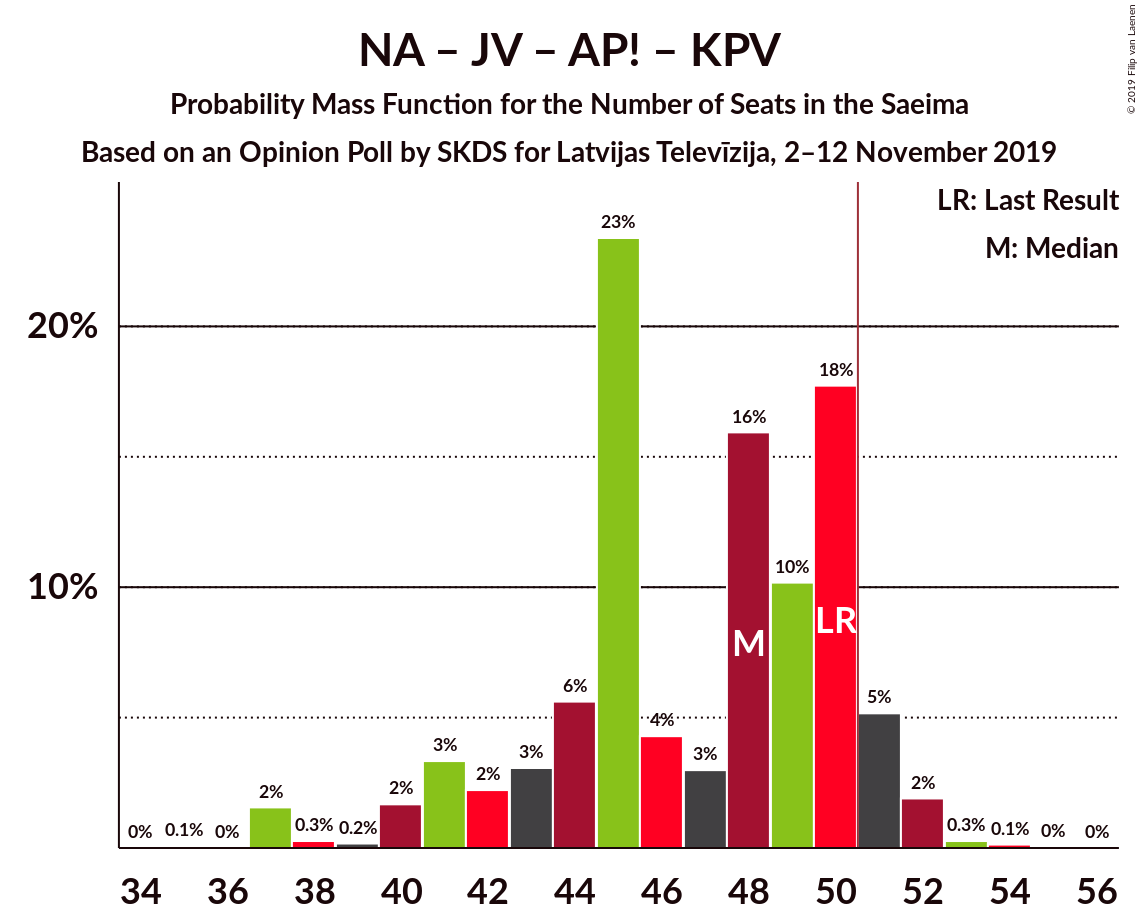 NA – JV – AP! – KPV
Probability Mass Function for the Number of Seats in the Saeima
Based on an Opinion Poll by SKDS for Latvijas Televīzija, 2–12 November 2019
© 2019 Filip van Laenen
LR: Last Result
M: Median
20%
10%
0%
0.1%
0%
2%
0.3%
0.2%
2%
3%
2%
3%
6%
23%
4%
3%
16%
10%
18%
5%
2%
0.3%
0.1%
0%
0%
M
LR
34 36 38 40 42 44 46 48 50 52 54 56